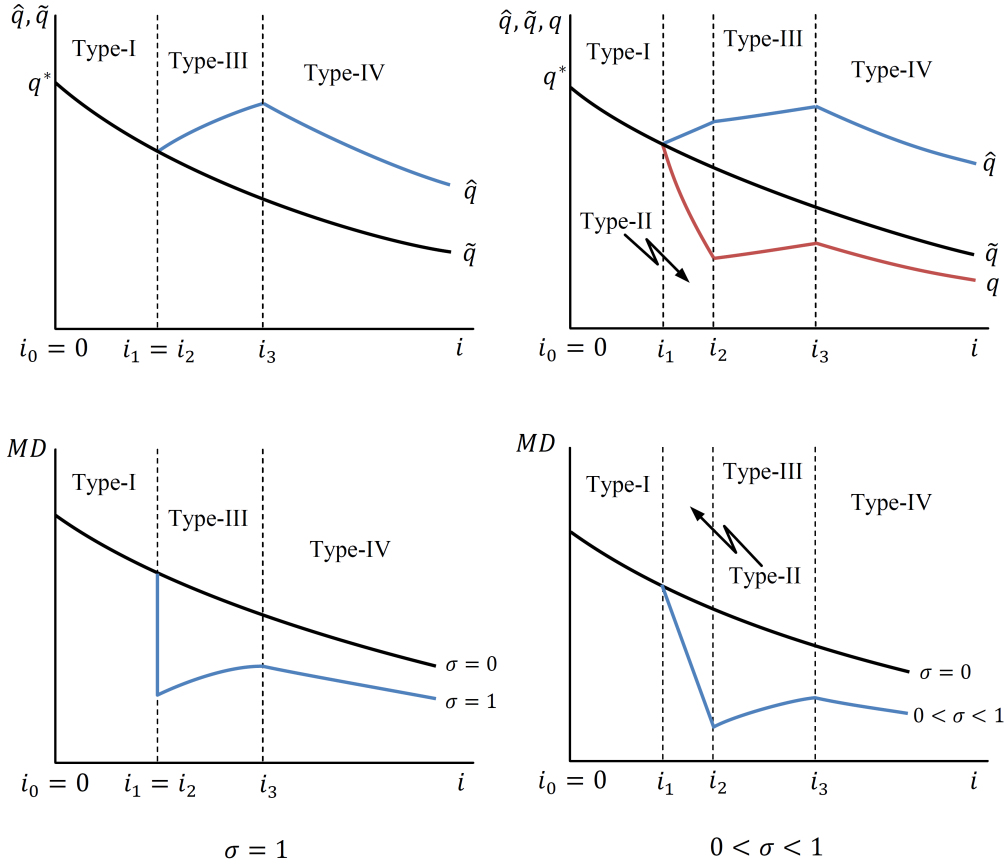 q̂, q̃
Type-I
Type-III
Type-IV
q*
q̂
q̃
i₀ = 0
i₁ = i₂
i₃
i
q̂, q̃, q
Type-I
Type-III
Type-IV
q*
q̂
Type-II
q̃
q
i₀ = 0
i₁
i₂
i₃
i
MD
Type-I
Type-III
Type-IV
σ = 0
σ = 1
i₀ = 0
i₁ = i₂
i₃
i
σ = 1
MD
Type-I
Type-III
Type-IV
Type-II
σ = 0
0 < σ < 1
i₀ = 0
i₁
i₂
i₃
i
0 < σ < 1